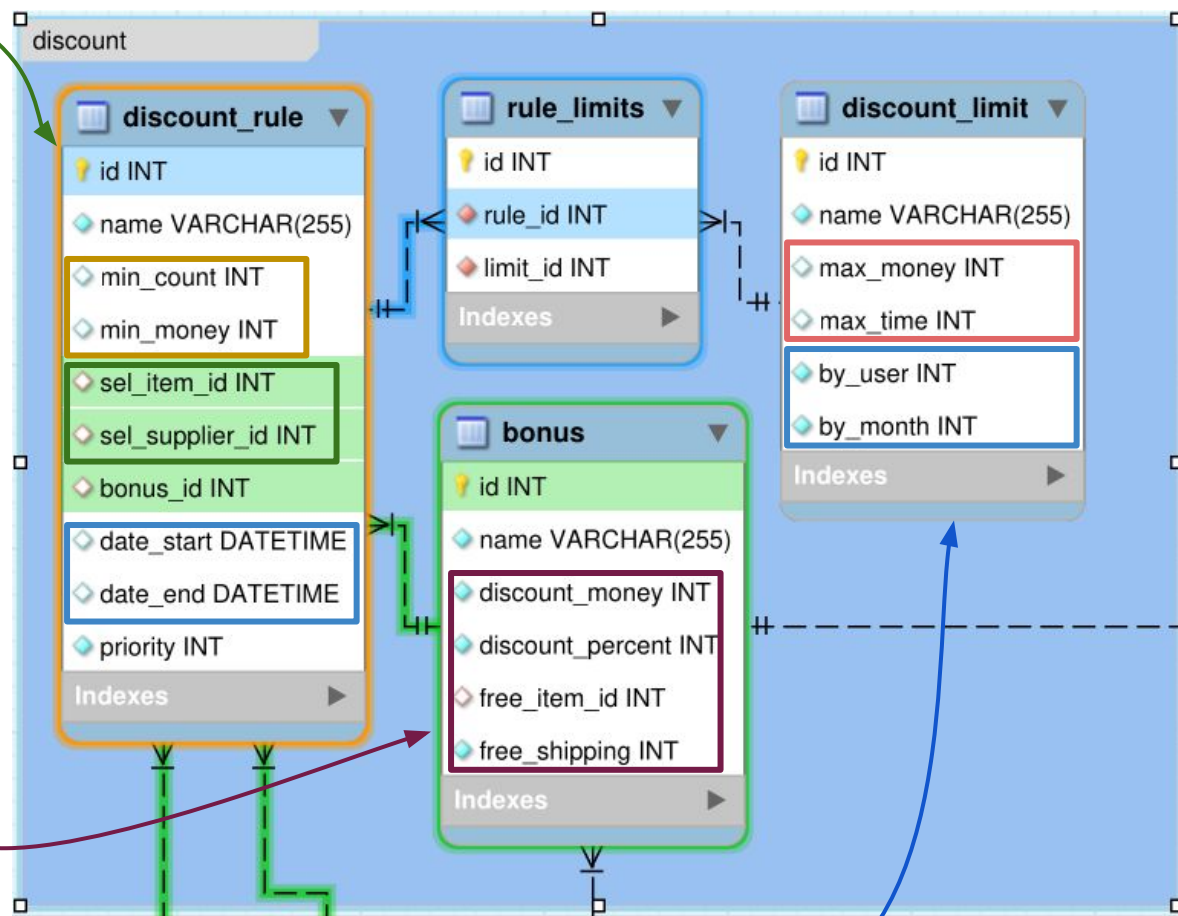 discount
discount_rule
id INT
name VARCHAR(255)
min_count INT
min_money INT
sel_item_id INT
sel_supplier_id INT
bonus_id INT
date_start DATETIME
date_end DATETIME
priority INT
Indexes
rule_limits
id INT
rule_id INT
limit_id INT
Indexes
discount_limit
id INT
name VARCHAR(255)
max_money INT
max_time INT
by_user INT
by_month INT
Indexes
bonus
id INT
name VARCHAR(255)
discount_money INT
discount_percent INT
free_item_id INT
free_shipping INT
Indexes